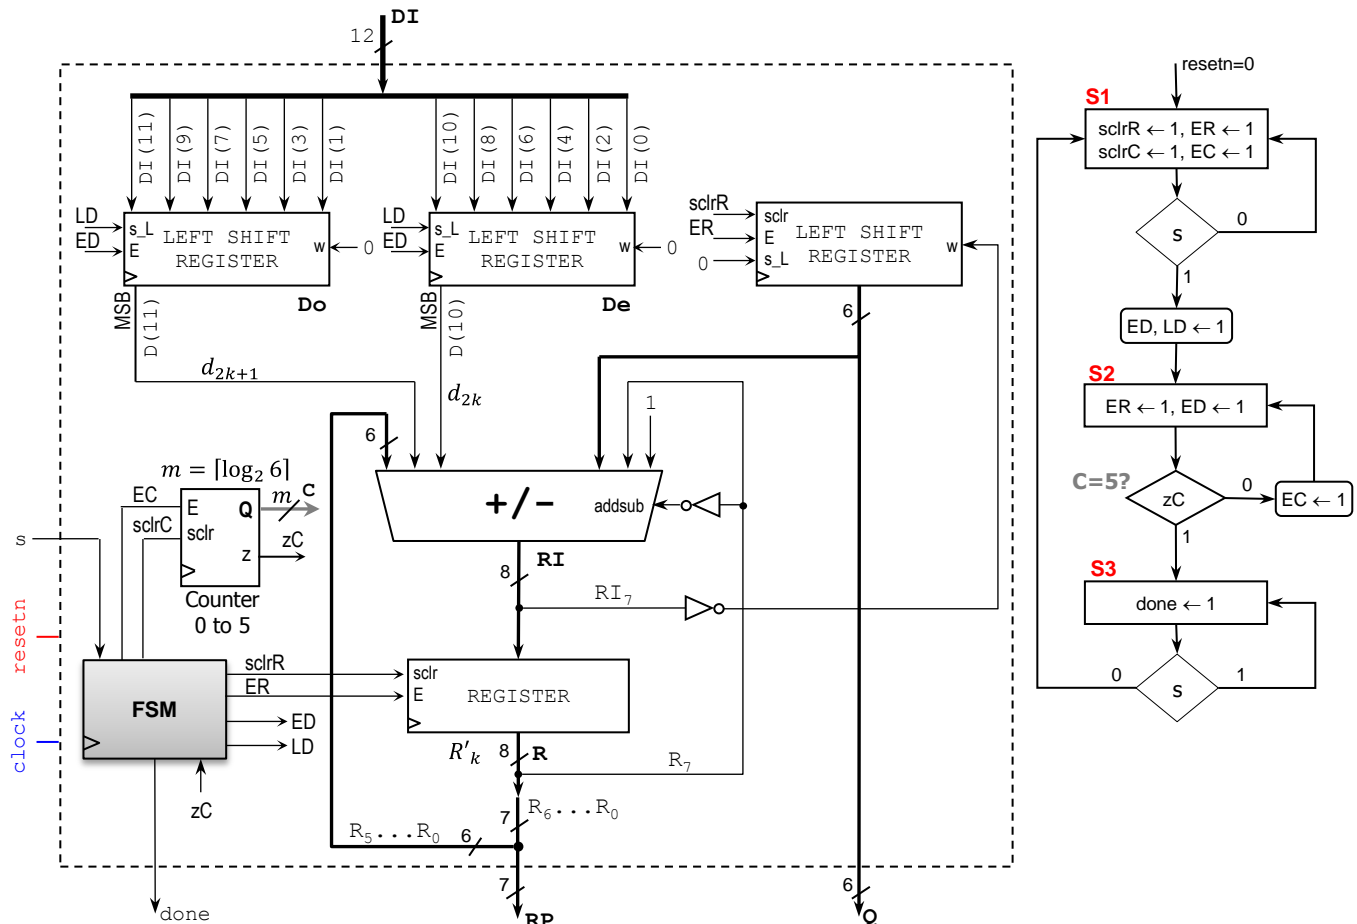 DI
12
resetn=0
S1
sclrR ← 1, ER ← 1
sclrC ← 1, EC ← 1
DI(11)
DI(9)
DI(7)
DI(5)
DI(3)
DI(1)
DI(10)
DI(8)
DI(6)
DI(4)
DI(2)
DI(0)
LD
ED
s_L
E
LEFT SHIFT
REGISTER
w
0
Do
LD
ED
s_L
E
LEFT SHIFT
REGISTER
w
0
De
sclrR
ER
0
sclr
E
s_L
LEFT SHIFT
REGISTER
w
s
0
1
MSB
D(11)
MSB
D(10)
6
ED, LD ← 1
d2k+1
d2k
1
6
S2
ER ← 1, ED ← 1
m = ⌈log2 6⌉
EC
sclrC
E
sclr
Q
z
m
C
zC
Counter
0 to 5
+/-
addsub
C=5?
zC
0
EC ← 1
1
s
RI
8
RI7
S3
done ← 1
resetn
clock
FSM
sclrR
ER
ED
LD
zC
sclr
E
REGISTER
0
s
1
R'k
8
R
R7
R6...R0
7
R5...R0
6
7
RP
6
Q
done